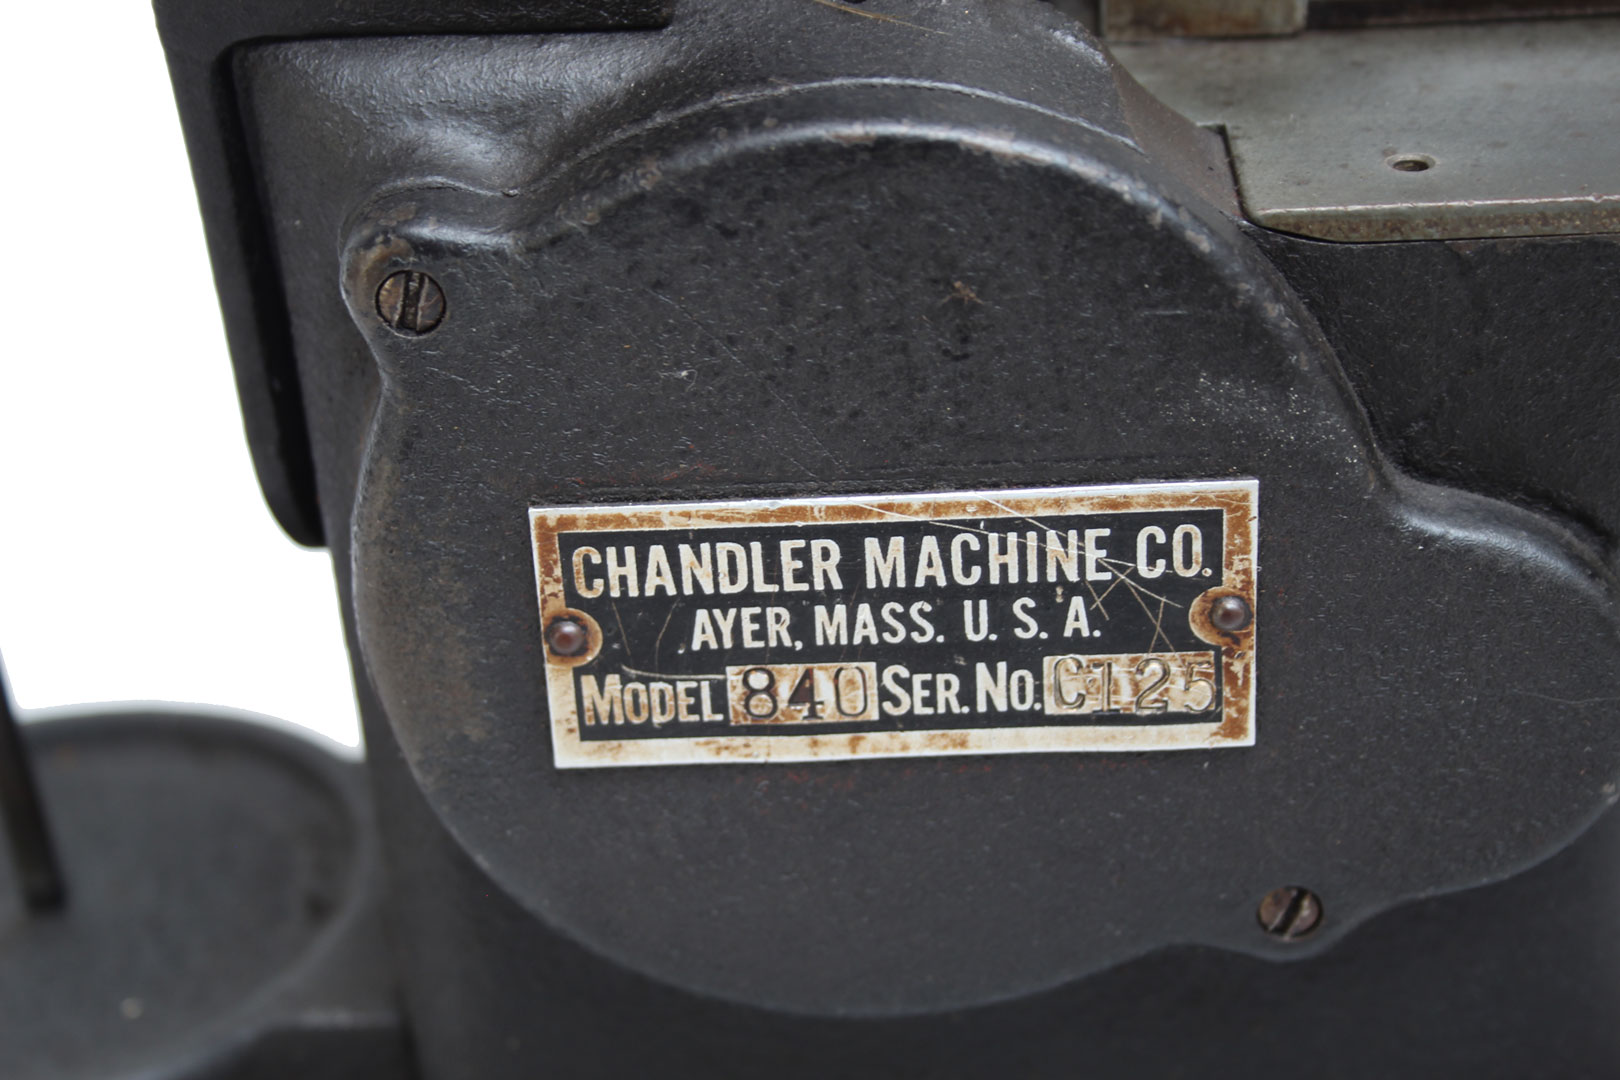 CHANDLER MACHINE CO.
AYER, MASS. U. S. A.
MODEL 840 SER. NO. C125